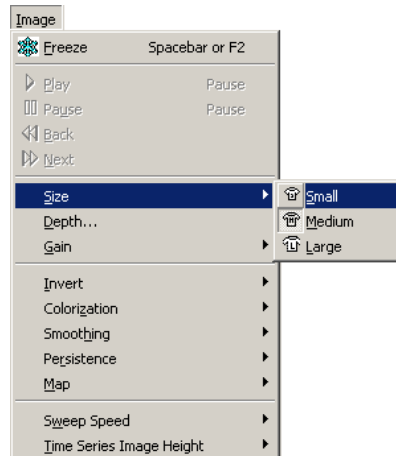 Image
Freeze Spacebar or F2
Play Pause
Pause Pause
Back
Next
Size
Small
Depth...
Medium
Gain
Large
Invert
Colorization
Smoothing
Persistence
Map
Sweep Speed
Time Series Image Height